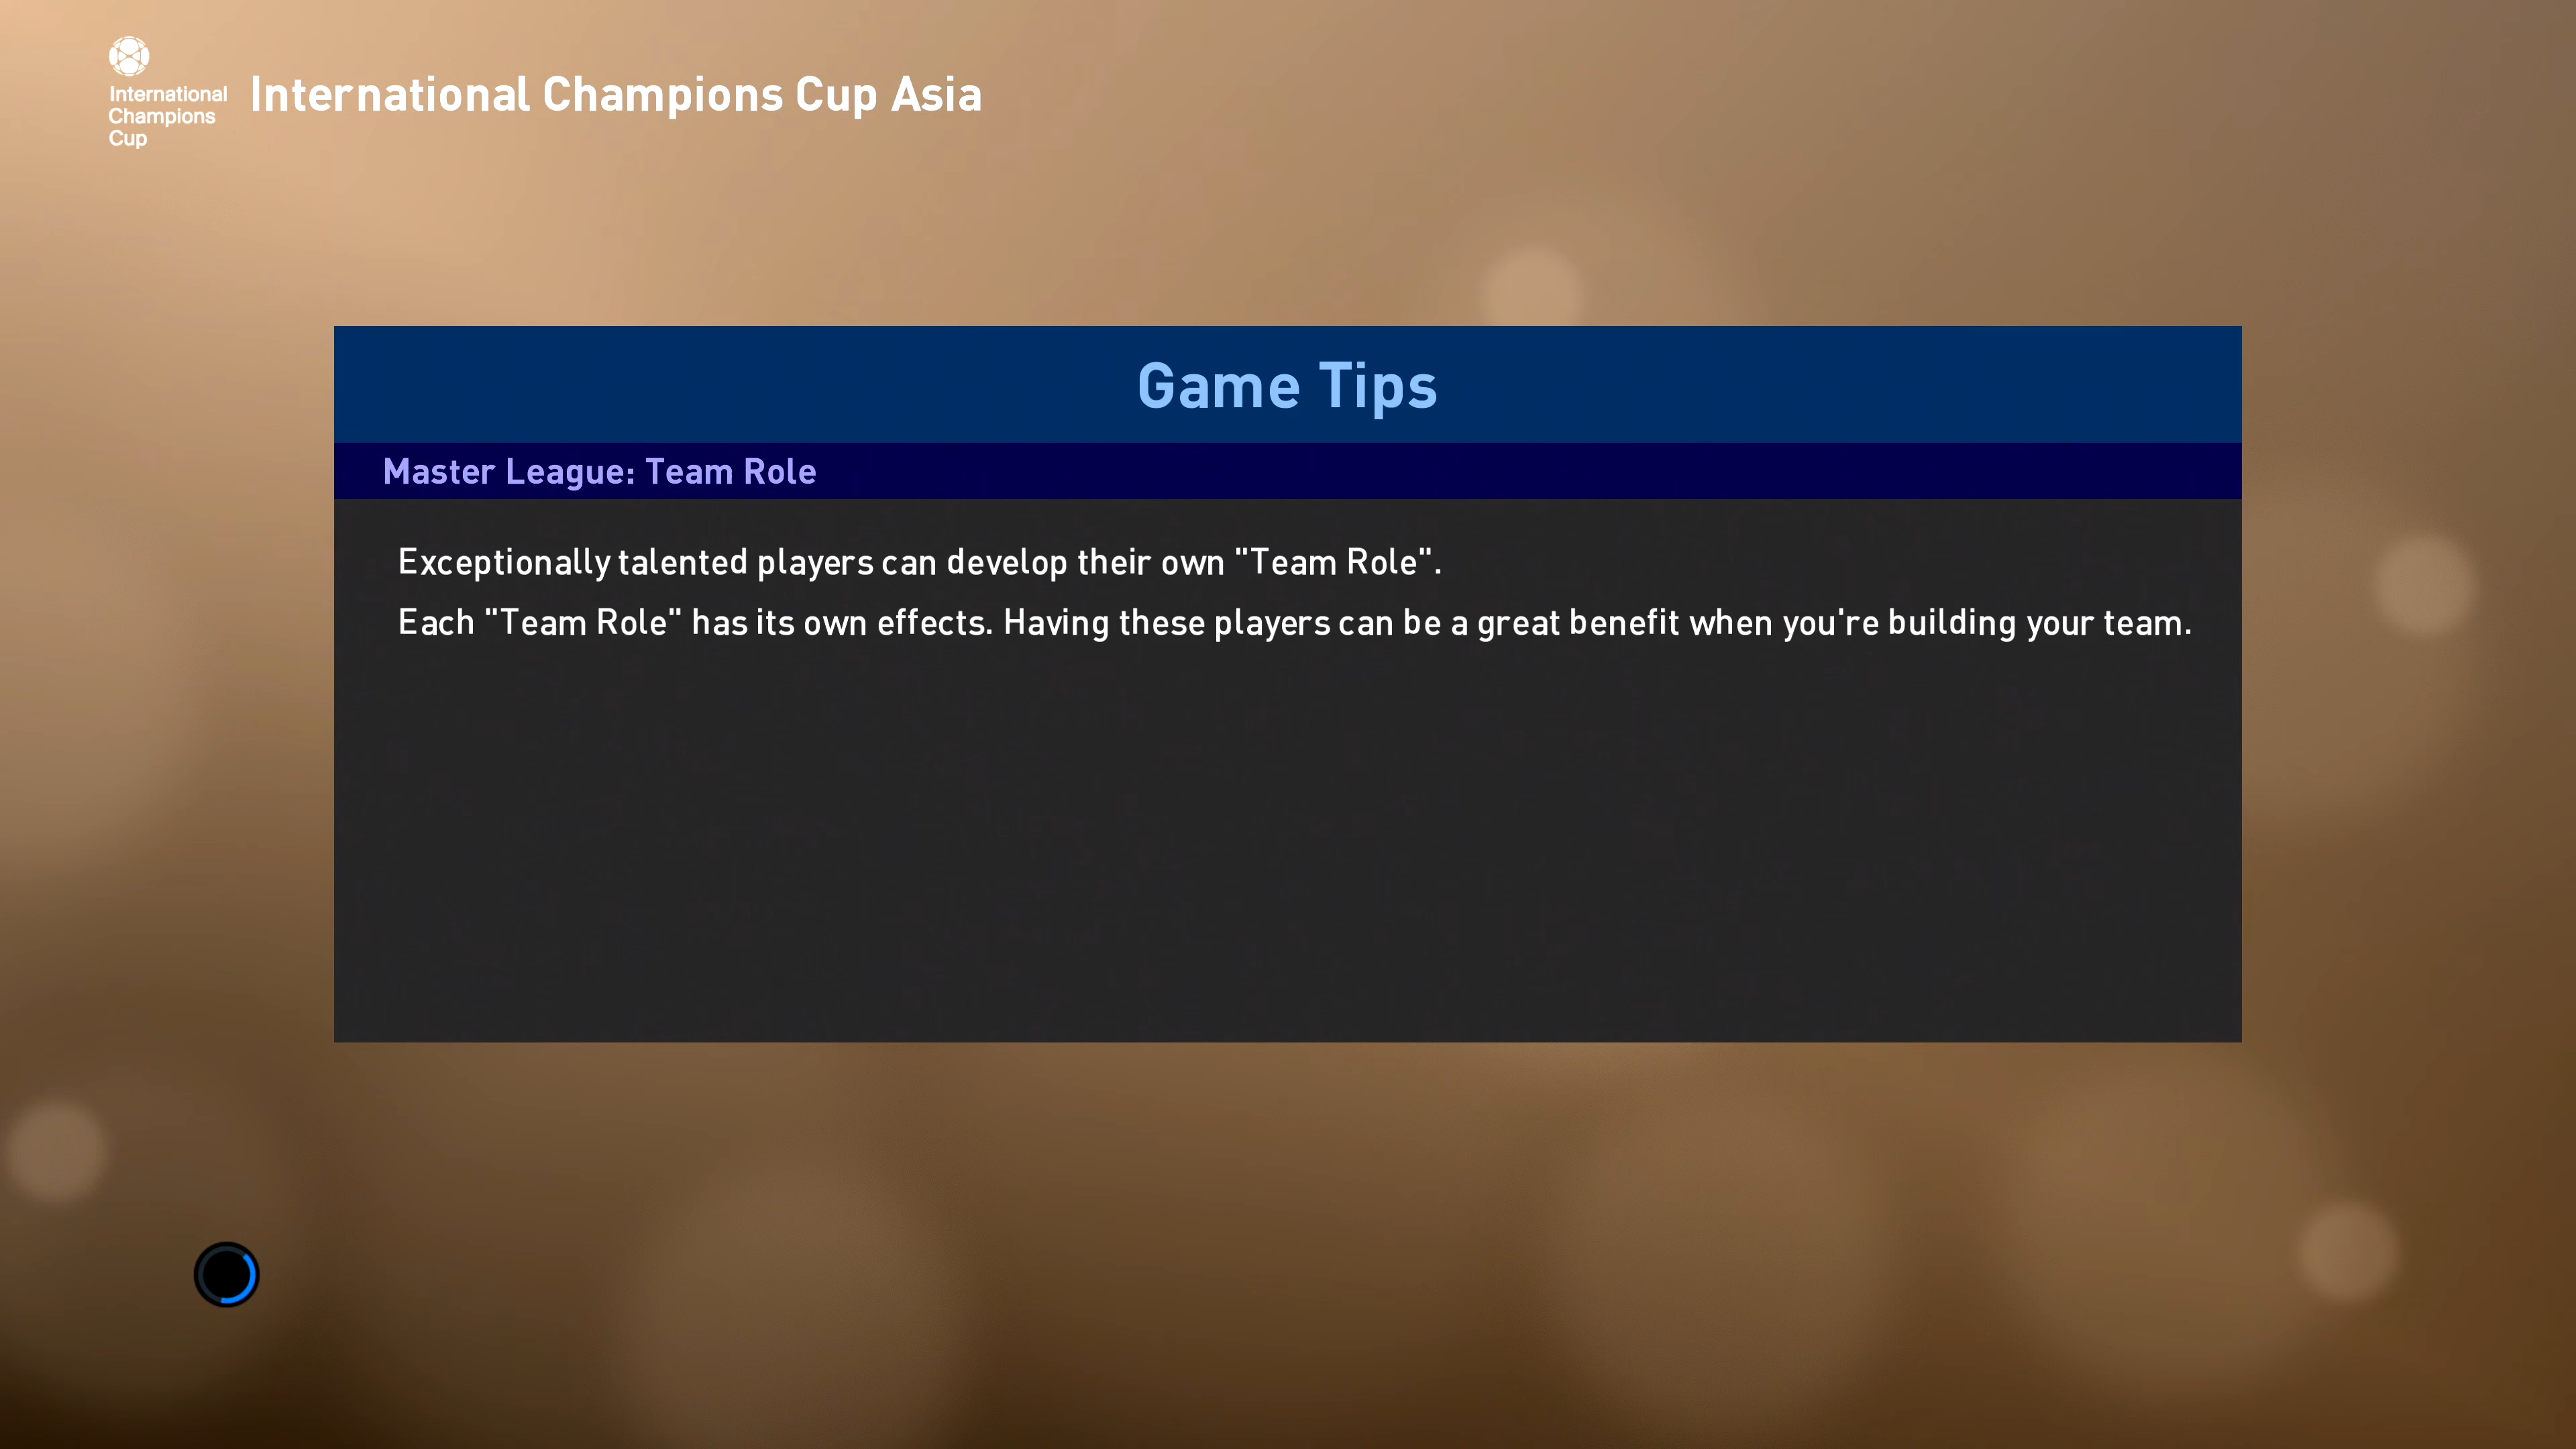 International
Champions
Cup
International Champions Cup Asia
Game Tips
Master League: Team Role
Exceptionally talented players can develop their own "Team Role".
Each "Team Role" has its own effects. Having these players can be a great benefit when you're building your team.